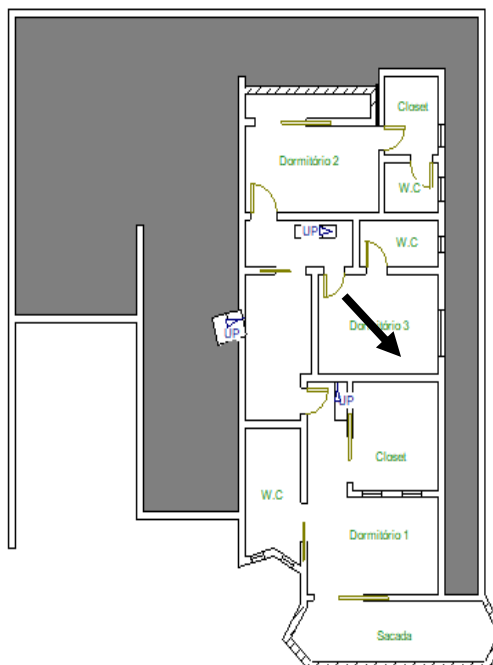 Closet
Dormitório 2
W.C
UP
W.C
Dormitório 3
UP
UP
Closet
W.C
Dormitório 1
Sacada